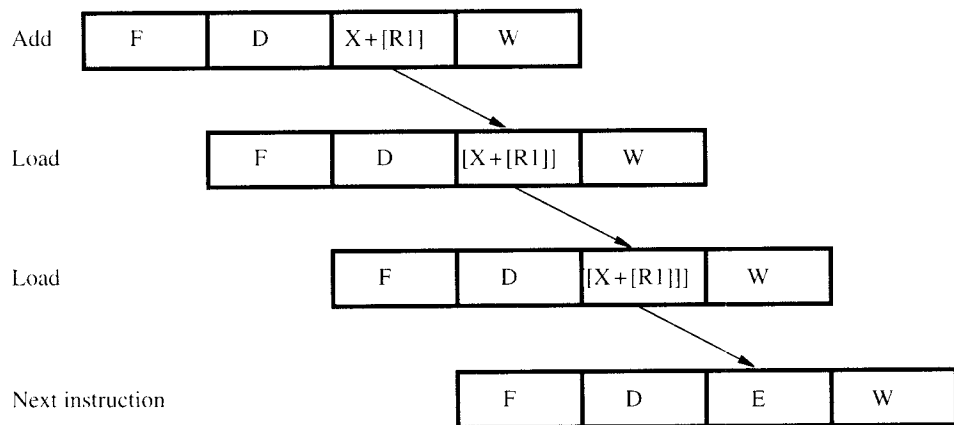 Add F D X+[R1] W
Load F D [X+[R1]] W
Load F D [X+[R1]]] W
Next instruction F D E W